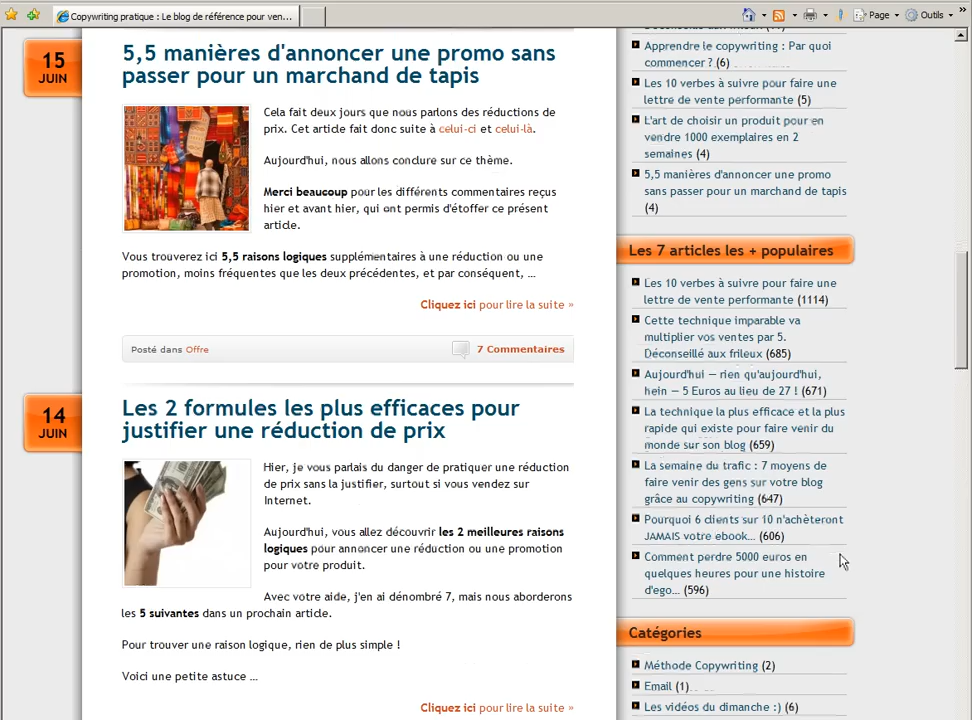 Copywriting pratique : Le blog de référence pour ven...
Page
Outils
15
JUIN
5,5 manières d'annoncer une promo sans
passer pour un marchand de tapis
Cela fait deux jours que nous parlons des réductions de
prix. Cet article fait donc suite à celui-ci et celui-là.
Aujourd'hui, nous allons conclure sur ce thème.
Merci beaucoup pour les différents commentaires reçus
hier et avant hier, qui ont permis d'étoffer ce présent
article.
Vous trouverez ici 5,5 raisons logiques supplémentaires à une réduction ou une
promotion, moins fréquentes que les deux précédentes, et par conséquent, ...
Cliquez ici pour lire la suite »
Posté dans Offre
7 Commentaires
14
JUIN
Les 2 formules les plus efficaces pour
justifier une réduction de prix
Hier, je vous parlais du danger de pratiquer une réduction
de prix sans la justifier, surtout si vous vendez sur
Internet.
Aujourd'hui, vous allez découvrir les 2 meilleures raisons
logiques pour annoncer une réduction ou une promotion
pour votre produit.
Avec votre aide, j'en ai dénombré 7, mais nous aborderons
les 5 suivantes dans un prochain article.
Pour trouver une raison logique, rien de plus simple !
Voici une petite astuce ...
Cliquez ici pour lire la suite »
Apprendre le copywriting : Par quoi
commencer ? (6)
Les 10 verbes à suivre pour faire une
lettre de vente performante (5)
L'art de choisir un produit pour en
vendre 1000 exemplaires en 2
semaines (4)
5,5 manières d'annoncer une promo
sans passer pour un marchand de tapis
(4)
Les 7 articles les + populaires
Les 10 verbes à suivre pour faire une
lettre de vente performante (1114)
Cette technique imparable va
multiplier vos ventes par 5.
Déconseillé aux frileux (685)
Aujourd'hui — rien qu'aujourd'hui,
hein — 5 Euros au lieu de 27 ! (671)
La technique la plus efficace et la plus
rapide qui existe pour faire venir du
monde sur son blog (659)
La semaine du trafic : 7 moyens de
faire venir des gens sur votre blog
grâce au copywriting (647)
Pourquoi 6 clients sur 10 n'achèteront
JAMAIS votre ebook... (606)
Comment perdre 5000 euros en
quelques heures pour une histoire
d'ego... (596)
Catégories
Méthode Copywriting (2)
Email (1)
Les vidéos du dimanche :) (6)